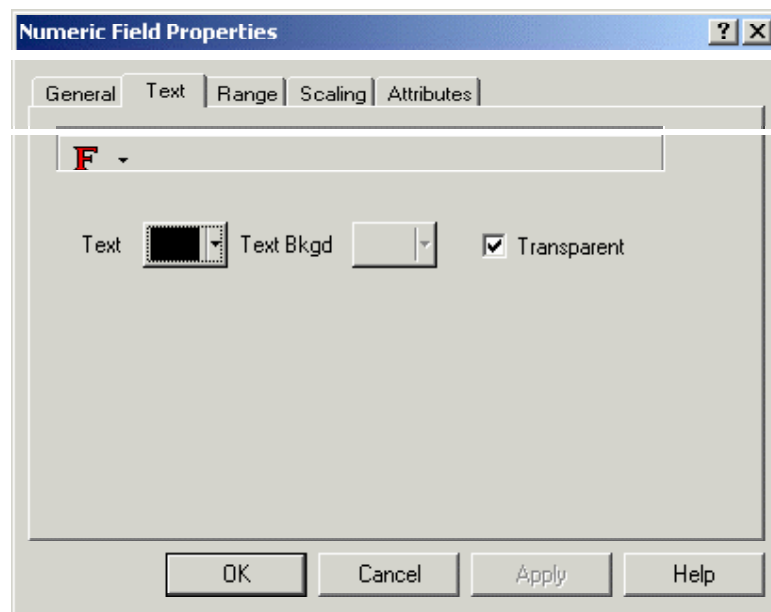 Numeric Field Properties
General Text Range Scaling Attributes
F
Text Text Bkgd Transparent
OK Cancel Apply Help